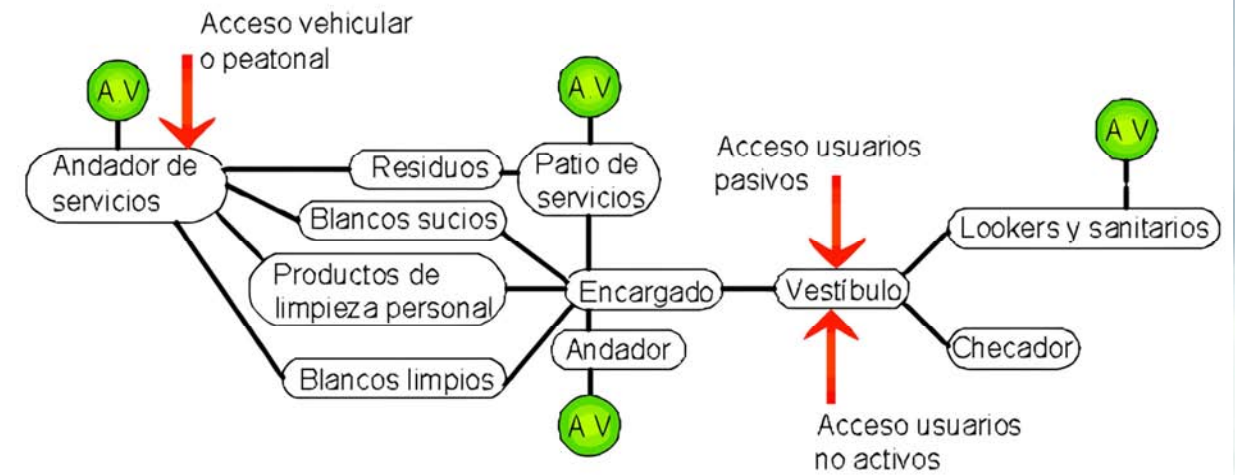 Acceso vehicular
o peatonal
A.V
A.V
A.V
Andador de
servicios
Residuos
Patio de
servicios
Acceso usuarios
pasivos
Blancos sucios
Lookers y sanitarios
Productos de
limpieza personal
Encargado
Vestíbulo
Andador
Checador
Blancos limpios
A.V
Acceso usuarios
no activos